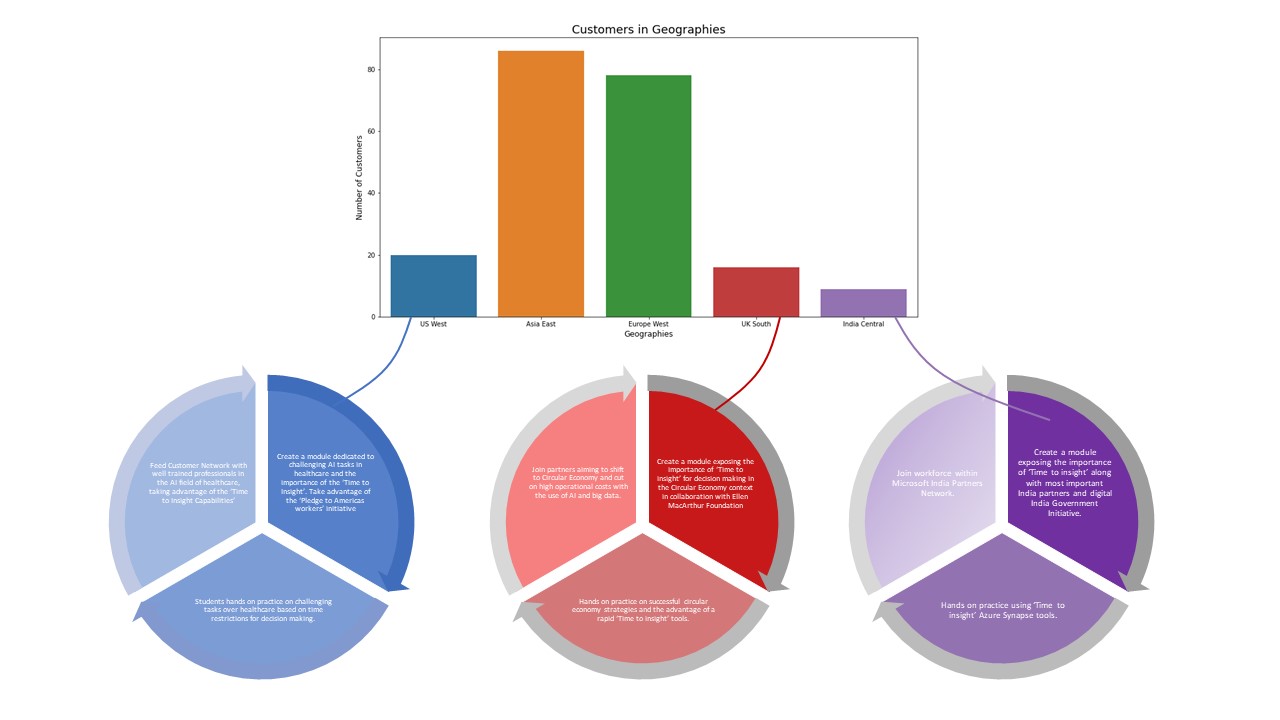 Customers in Geographies
Number of Customers
80
60
40
20
0
US West
Asia East
Europe West
UK South
India Central
Geographies
Feed Customer Network with
well trained professionals in
the AI field of healthcare,
taking advantage of the 'Time
to Insight Capabilities'
Create a module dedicated to
challenging AI tasks in
healthcare and the
importance of the 'Time to
Insight'. Take advantage of
the 'Pledge to Americas
workers' initiative
Students hands on practice on challenging
tasks over healthcare based on time
restrictions for decision making.
Join partners aiming to shift
to Circular Economy and cut
on high operational costs with
the use of AI and big data.
Create a module exposing the
importance of 'Time to
Insight' for decision making in
the Circular Economy context
in collaboration with Ellen
MacArthur Foundation
Hands on practice on successful circular
economy strategies and the advantage of a
rapid 'Time to Insight' tools.
Join workforce within
Microsoft India Partners
Network.
Create a module
exposing the importance
of 'Time to insight' along
with most important
India partners and digital
India Government
Initiative.
Hands on practice using 'Time to
insight' Azure Synapse tools.